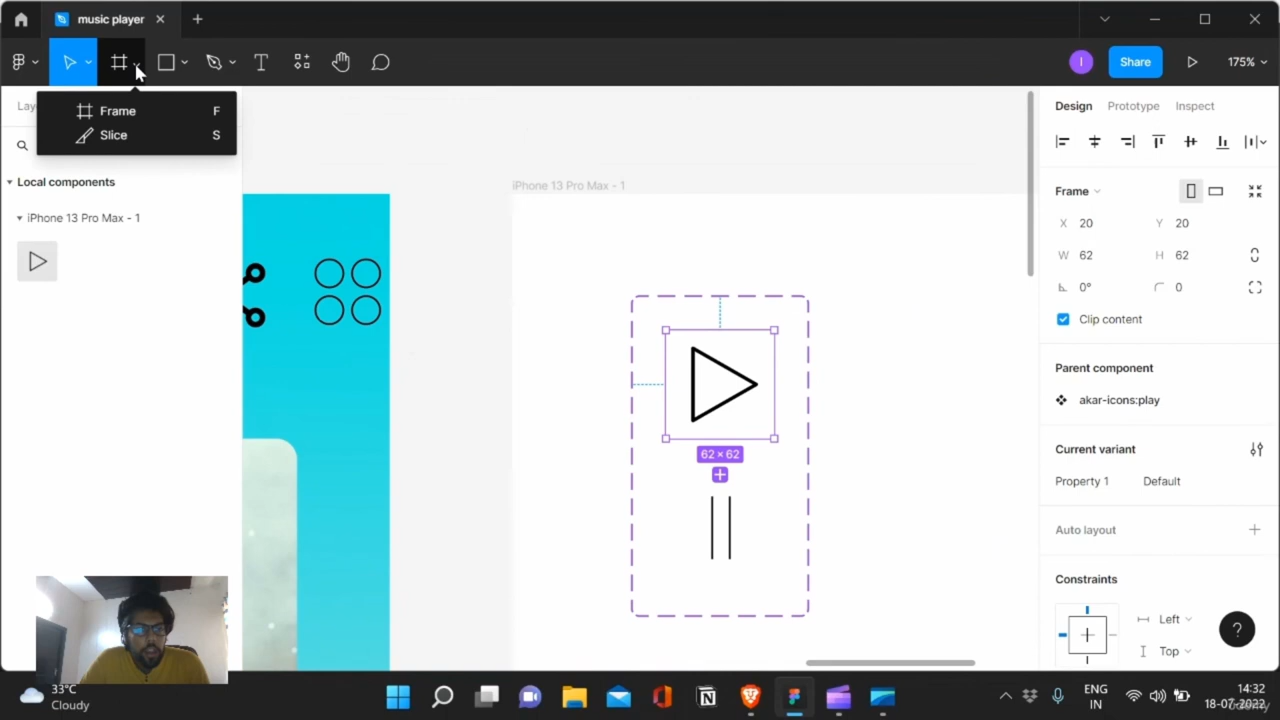 music player
Share
175%
Frame F
Slice S
Local components
iPhone 13 Pro Max - 1
iPhone 13 Pro Max - 1
62 × 62
Design Prototype Inspect
Frame
X 20 Y 20
W 62 H 62
0° 0
Clip content
Parent component
akar-icons:play
Current variant
Property 1 Default
Auto layout
Constraints
Left
Top
?
I
33°C
Cloudy
ENG
IN
14:32
18-07-2022